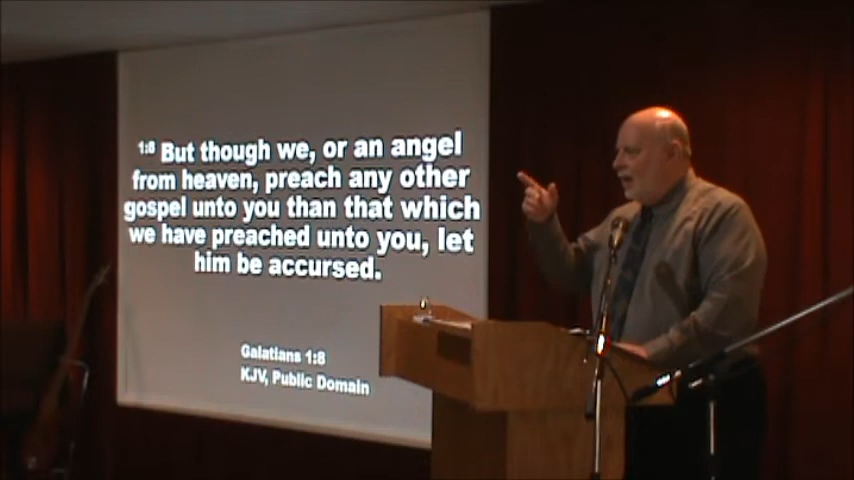 1:8 But though we, or an angel
from heaven, preach any other
gospel unto you than that which
we have preached unto you, let
him be accursed.
Galatians 1:8
KJV, Public Domain